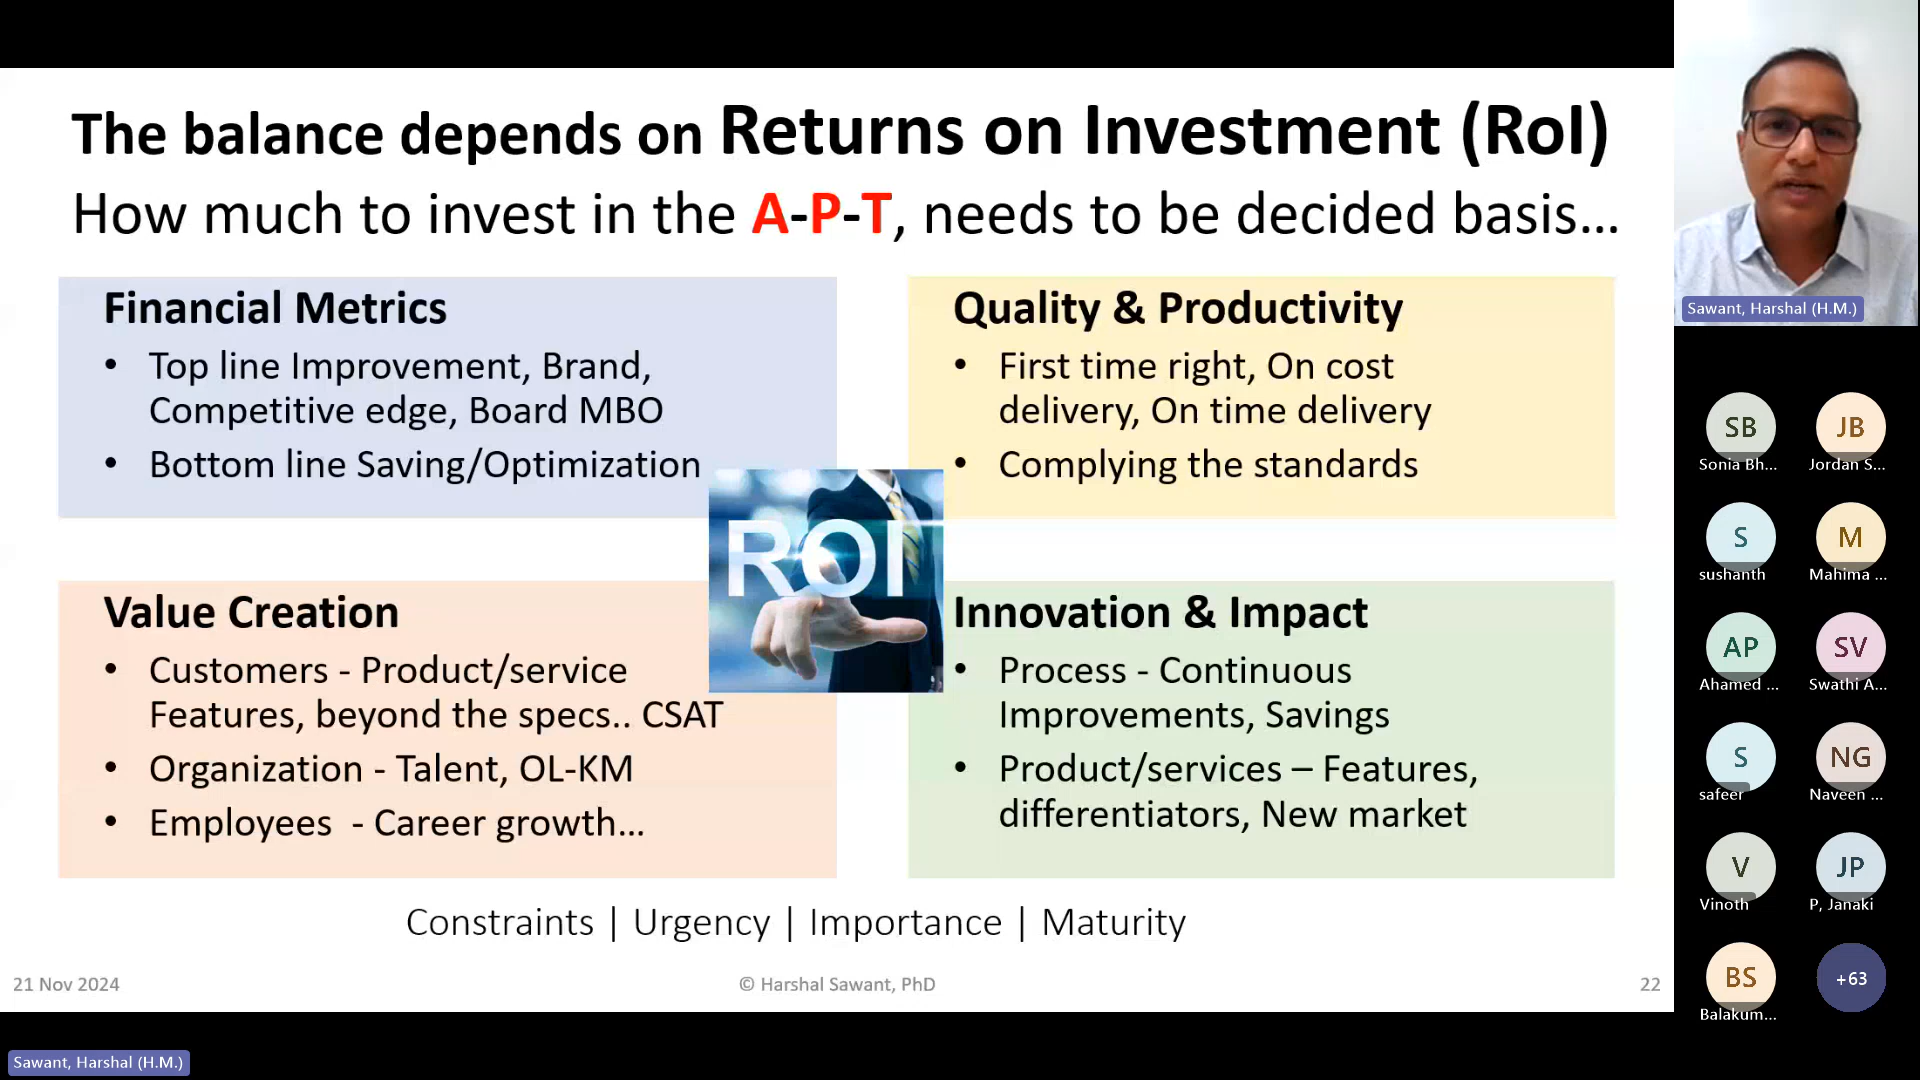 The balance depends on Returns on Investment (RoI)
How much to invest in the A-P-T, needs to be decided basis...
Financial Metrics
• Top line Improvement, Brand,
Competitive edge, Board MBO
• Bottom line Saving/Optimization
Quality & Productivity
• First time right, On cost
delivery, On time delivery
• Complying the standards
ROI
Value Creation
• Customers - Product/service
Features, beyond the specs.. CSAT
• Organization - Talent, OL-KM
• Employees - Career growth...
Innovation & Impact
• Process - Continuous
Improvements, Savings
• Product/services – Features,
differentiators, New market
Constraints | Urgency | Importance | Maturity
21 Nov 2024
© Harshal Sawant, PhD
22
Sawant, Harshal (H.M.)
SB
Sonia Bh...
JB
Jordan S...
S
sushanth
M
Mahima ...
AP
Ahamed ...
SV
Swathi A...
S
safeer
NG
Naveen ...
V
Vinoth
JP
P, Janaki
BS
Balakum...
+63
Sawant, Harshal (H.M.)